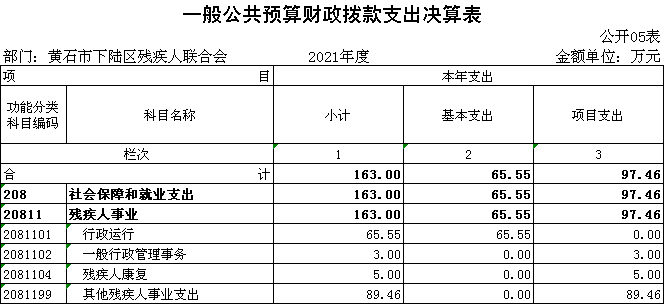 一般公共预算财政拨款支出决算表
公开05表
部门：黄石市下陆区残疾人联合会 2021年度 金额单位：万元
项 目 本年支出
功能分类科目编码 科目名称 小计 基本支出 项目支出
栏次 1 2 3
合 计 163.00 65.55 97.46
208 社会保障和就业支出 163.00 65.55 97.46
20811 残疾人事业 163.00 65.55 97.46
2081101 行政运行 65.55 65.55 0.00
2081102 一般行政管理事务 3.00 0.00 3.00
2081104 残疾人康复 5.00 0.00 5.00
2081199 其他残疾人事业支出 89.46 0.00 89.46